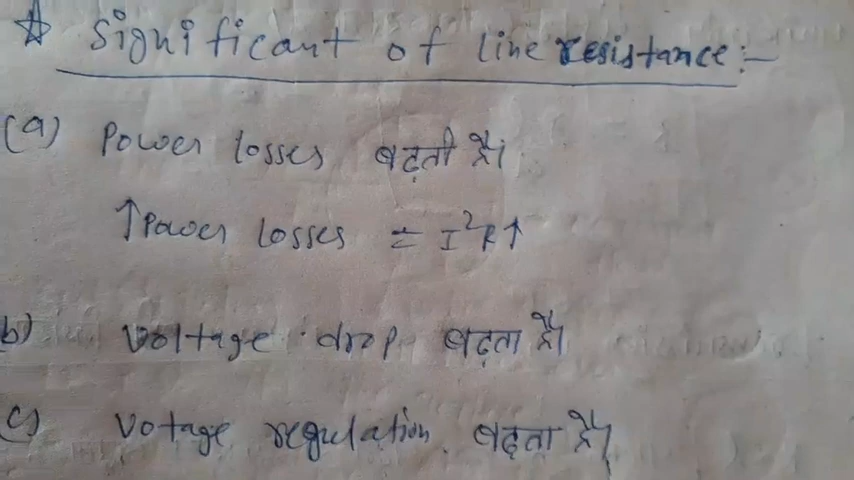 ☆ Significant of line resistance:-
(a) Power losses बढ़ती है।
↑Power losses = I²R↑
b) Voltage drop बढ़ता है।
c) Votage regulation बढ़ता है।